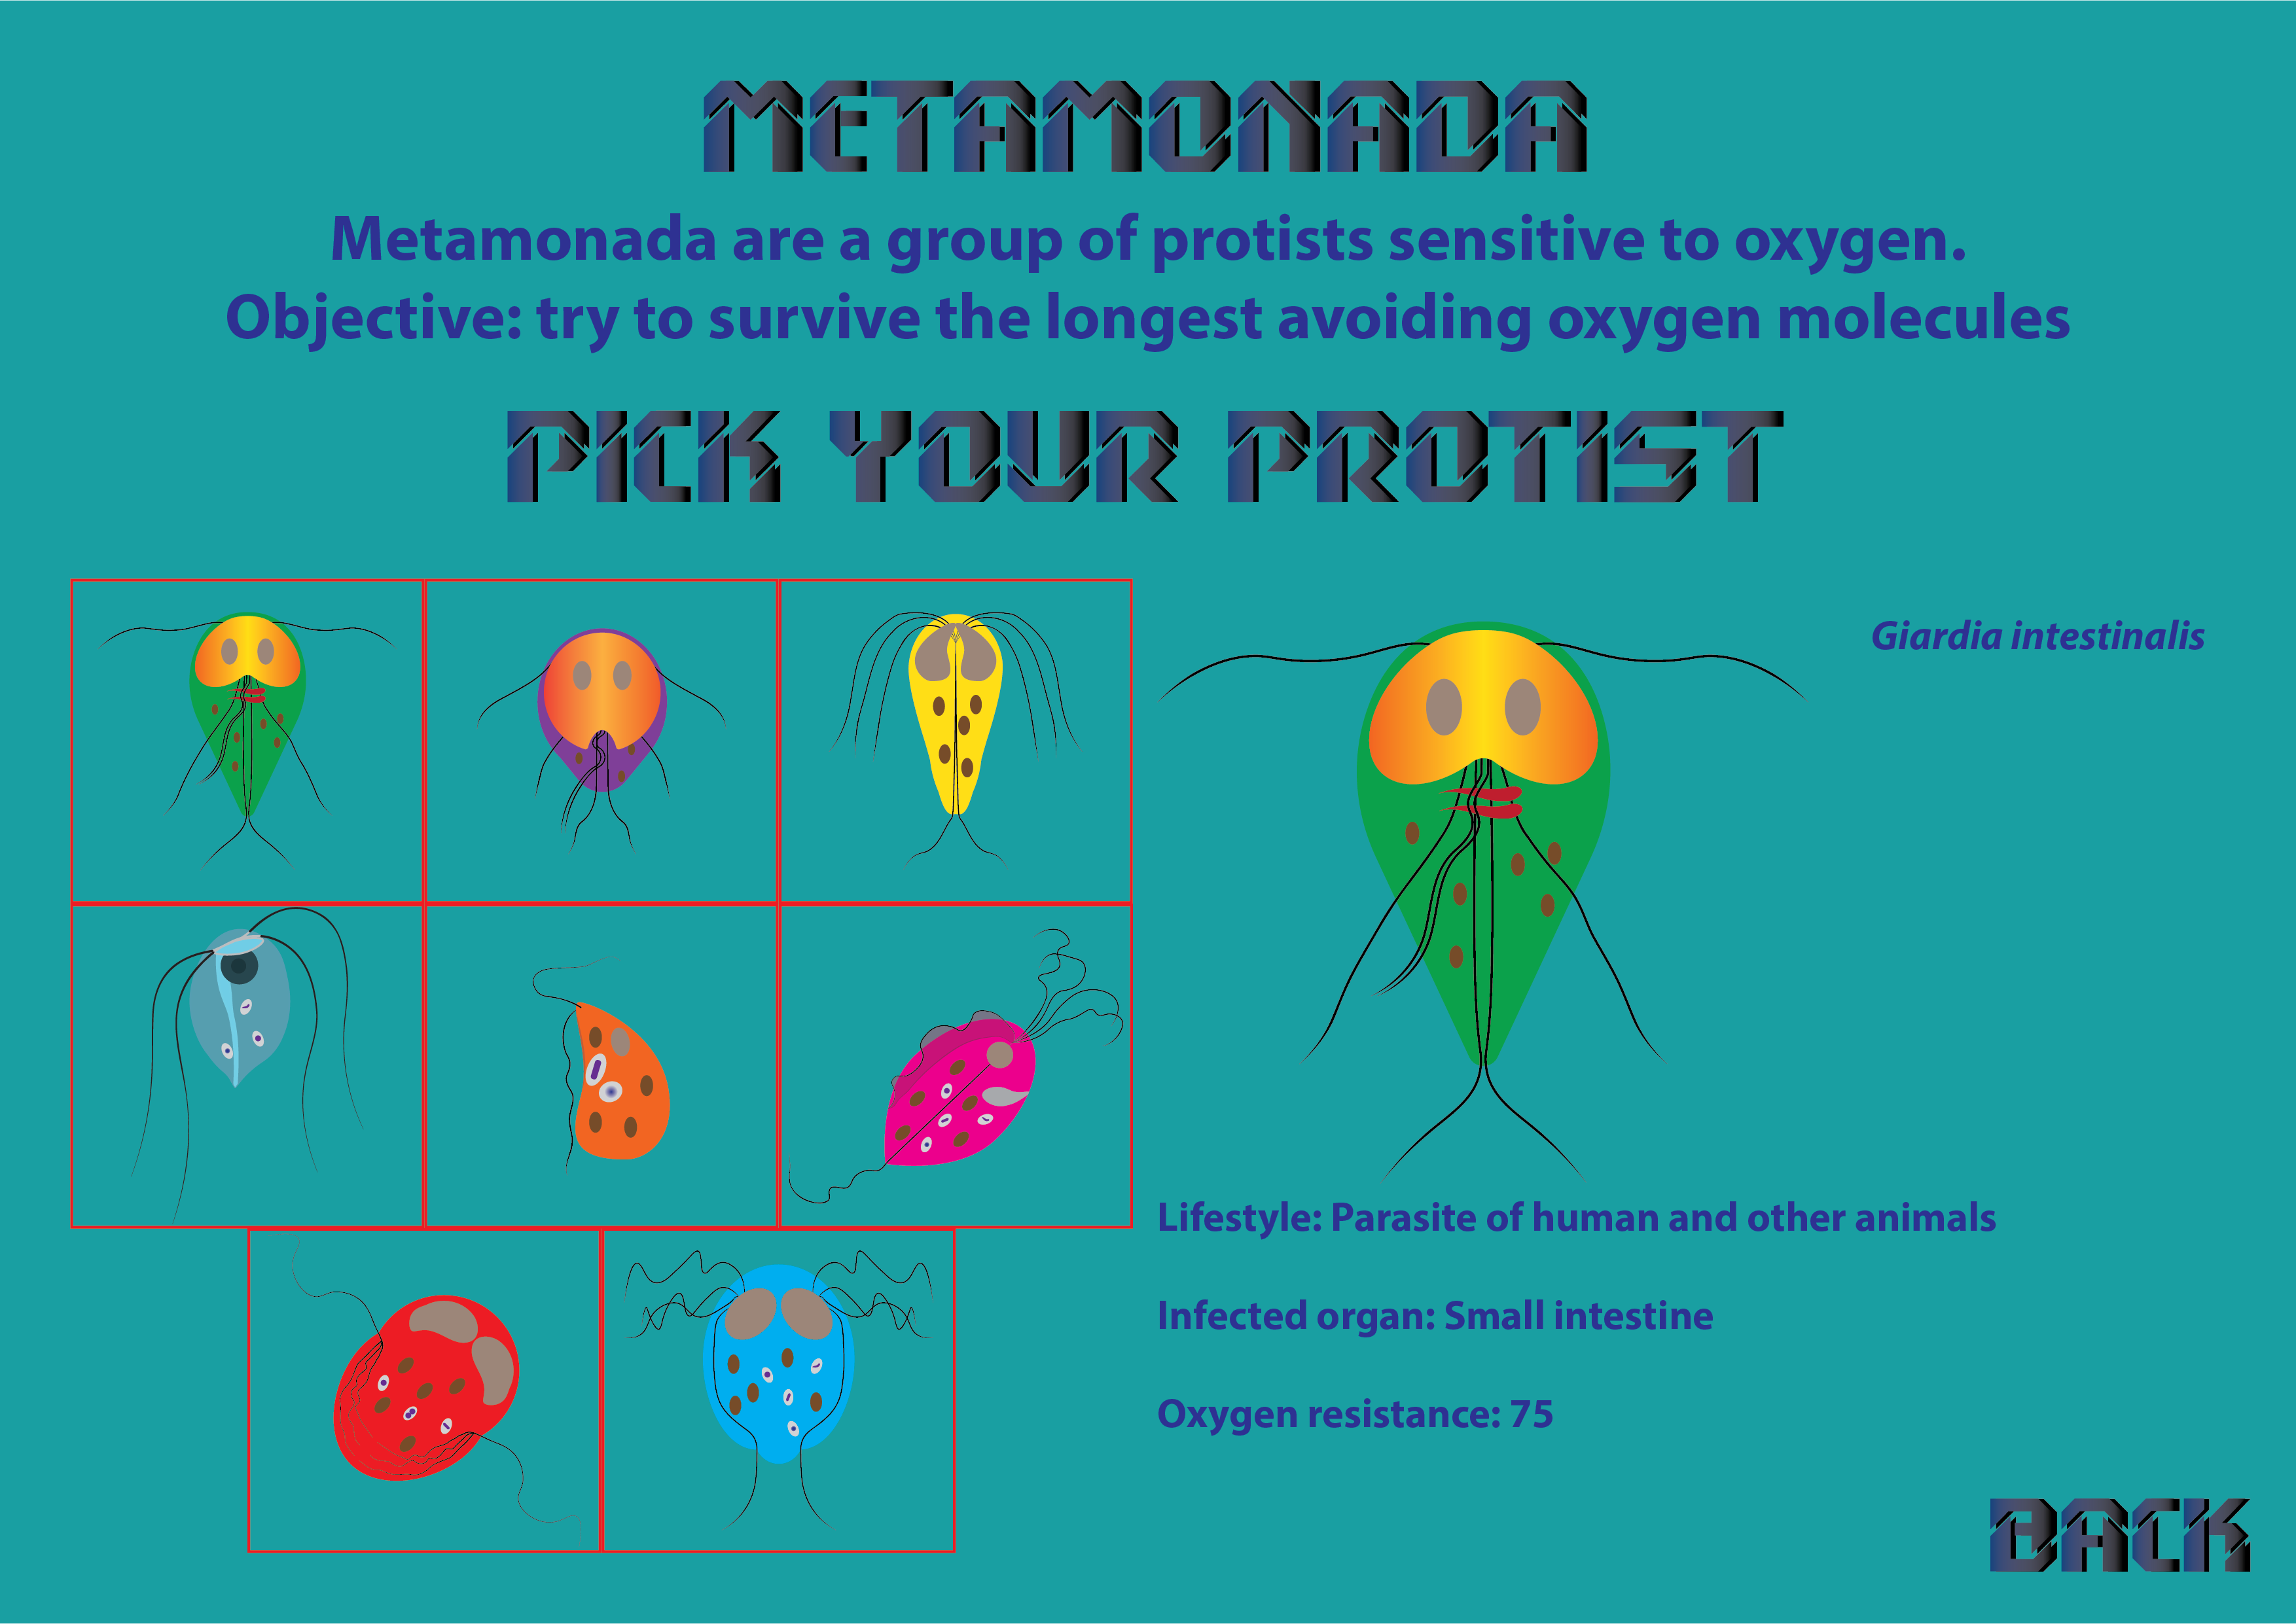 METAMONADA
Metamonada are a group of protists sensitive to oxygen.
Objective: try to survive the longest avoiding oxygen molecules
PICK YOUR PROTIST
Giardia intestinalis
Lifestyle: Parasite of human and other animals
Infected organ: Small intestine
Oxygen resistance: 75
BACK